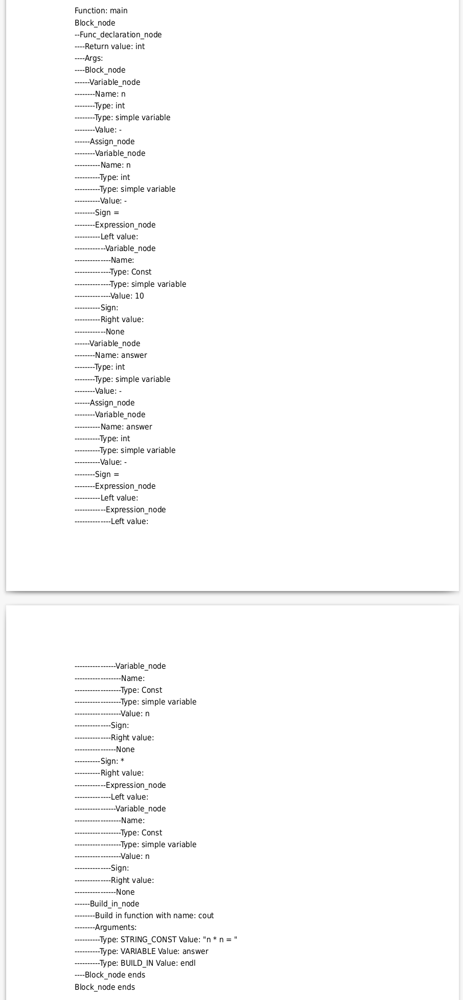 Function: main
Block_node
--Func_declaration_node
----Return value: int
----Args:
----Block_node
------Variable_node
--------Name: n
--------Type: int
--------Type: simple variable
--------Value: -
------Assign_node
--------Variable_node
----------Name: n
----------Type: int
----------Type: simple variable
----------Value: -
--------Sign =
--------Expression_node
----------Left value:
------------Variable_node
--------------Name:
--------------Type: Const
--------------Type: simple variable
--------------Value: 10
----------Sign:
----------Right value:
------------None
------Variable_node
--------Name: answer
--------Type: int
--------Type: simple variable
--------Value: -
------Assign_node
--------Variable_node
----------Name: answer
----------Type: int
----------Type: simple variable
----------Value: -
--------Sign =
--------Expression_node
----------Left value:
------------Expression_node
--------------Left value:
----------------Variable_node
------------------Name:
------------------Type: Const
------------------Type: simple variable
------------------Value: n
--------------Sign:
--------------Right value:
----------------None
----------Sign: *
----------Right value:
------------Expression_node
--------------Left value:
----------------Variable_node
------------------Name:
------------------Type: Const
------------------Type: simple variable
------------------Value: n
--------------Sign:
--------------Right value:
----------------None
------Build_in_node
--------Build in function with name: cout
--------Arguments:
----------Type: STRING_CONST Value: "n * n = "
----------Type: VARIABLE Value: answer
----------Type: BUILD_IN Value: endl
----Block_node ends
Block_node ends